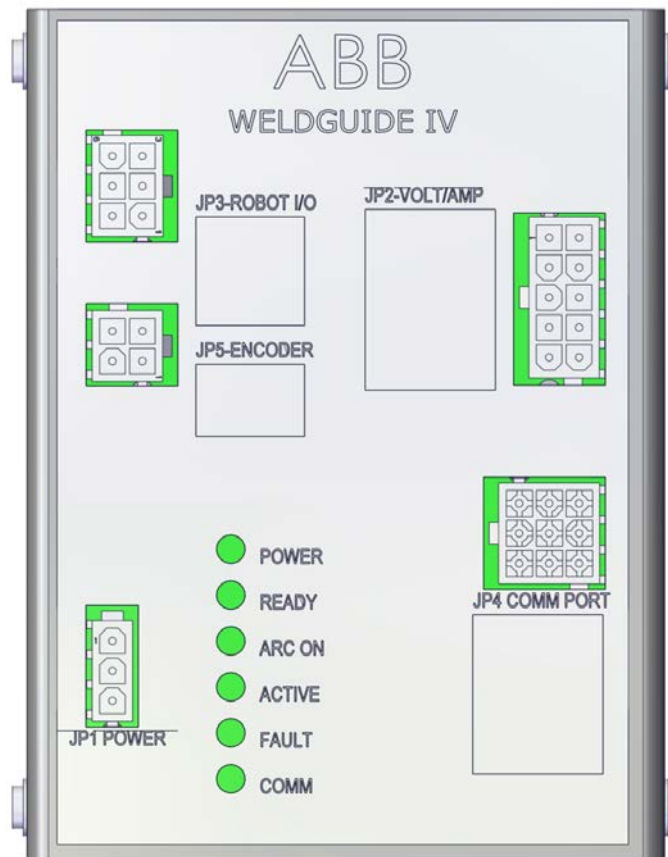 ABB
WELDGUIDE IV
JP3-ROBOT I/O
JP2-VOLT/AMP
JP5-ENCODER
POWER
READY
JP4 COMM PORT
ARC ON
ACTIVE
JP1 POWER
FAULT
COMM